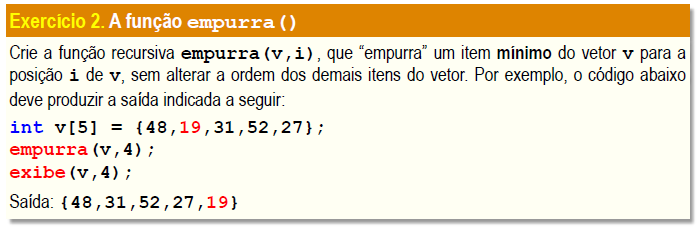 Exercício 2. A função empurra()
Crie a função recursiva empurra(v,i), que “empurra” um item mínimo do vetor v para a
posição i de v, sem alterar a ordem dos demais itens do vetor. Por exemplo, o código abaixo
deve produzir a saída indicada a seguir:
int v[5] = {48,19,31,52,27};
empurra(v,4);
exibe(v,4);
Saída: {48,31,52,27,19}